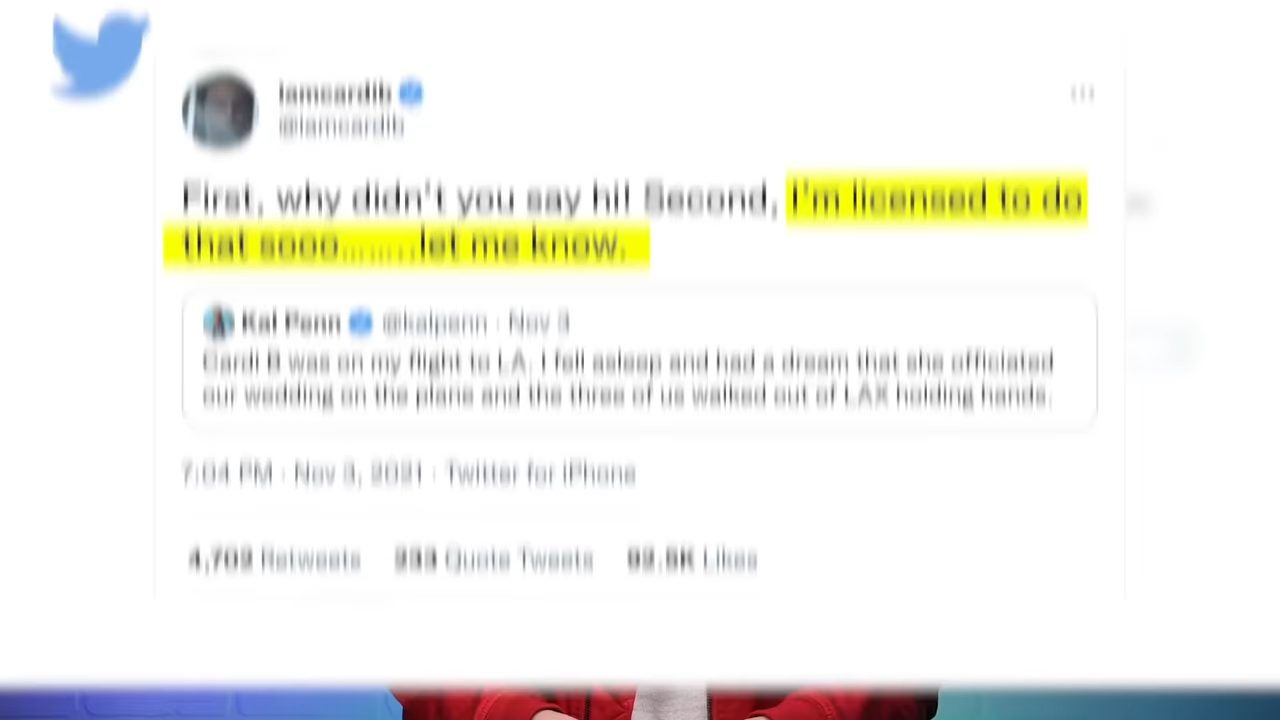 iamcardib
@iamcardib
First, why didn't you say hi! Second, I'm licensed to do
that sooo........let me know.
Kal Penn @kalpenn · Nov 3
Cardi B was on my flight to LA. I fell asleep and had a dream that she officiated
our wedding on the plane and the three of us walked out of LAX holding hands.
7:04 PM · Nov 3, 2021 · Twitter for iPhone
Retweets Quote Tweets Likes